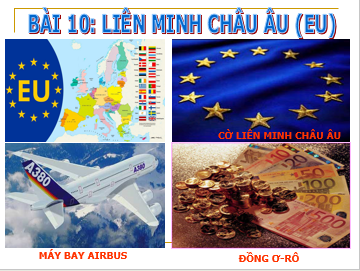 BÀI 10: LIÊN MINH CHÂU ÂU (EU)
EU
CỜ LIÊN MINH CHÂU ÂU
A380
A380
MÁY BAY AIRBUS
ĐỒNG Ơ-RÔ